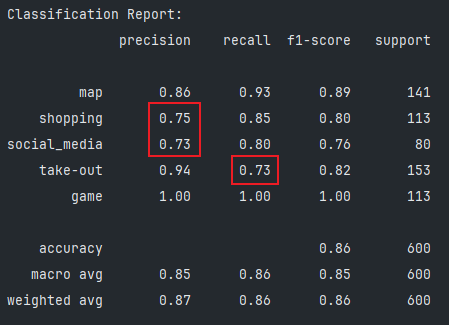 Classification Report:
precision recall f1-score support
map 0.86 0.93 0.89 141
shopping 0.75 0.85 0.80 113
social_media 0.73 0.80 0.76 80
take-out 0.94 0.73 0.82 153
game 1.00 1.00 1.00 113
accuracy 0.86 600
macro avg 0.85 0.86 0.85 600
weighted avg 0.87 0.86 0.86 600